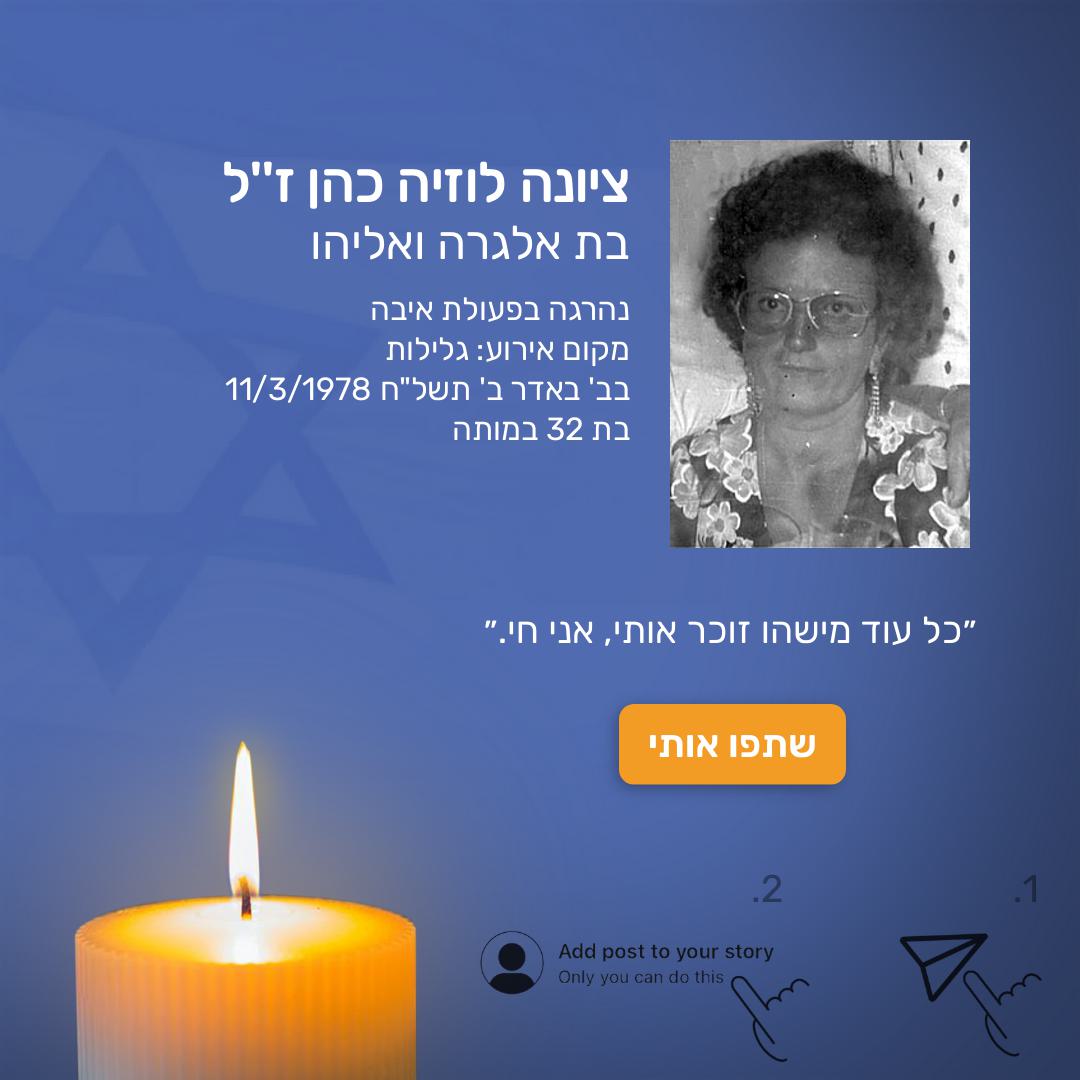 ציונה לוזיה כהן ז"ל
בת אלגרה ואליהו
נהרגה בפעולת איבה
מקום אירוע: גלילות
בב' באדר ב' תשל"ח 11/3/1978
בת 32 במותה
״כל עוד מישהו זוכר אותי, אני חי.״
שתפו אותי
1.
2.
Add post to your story
Only you can do this